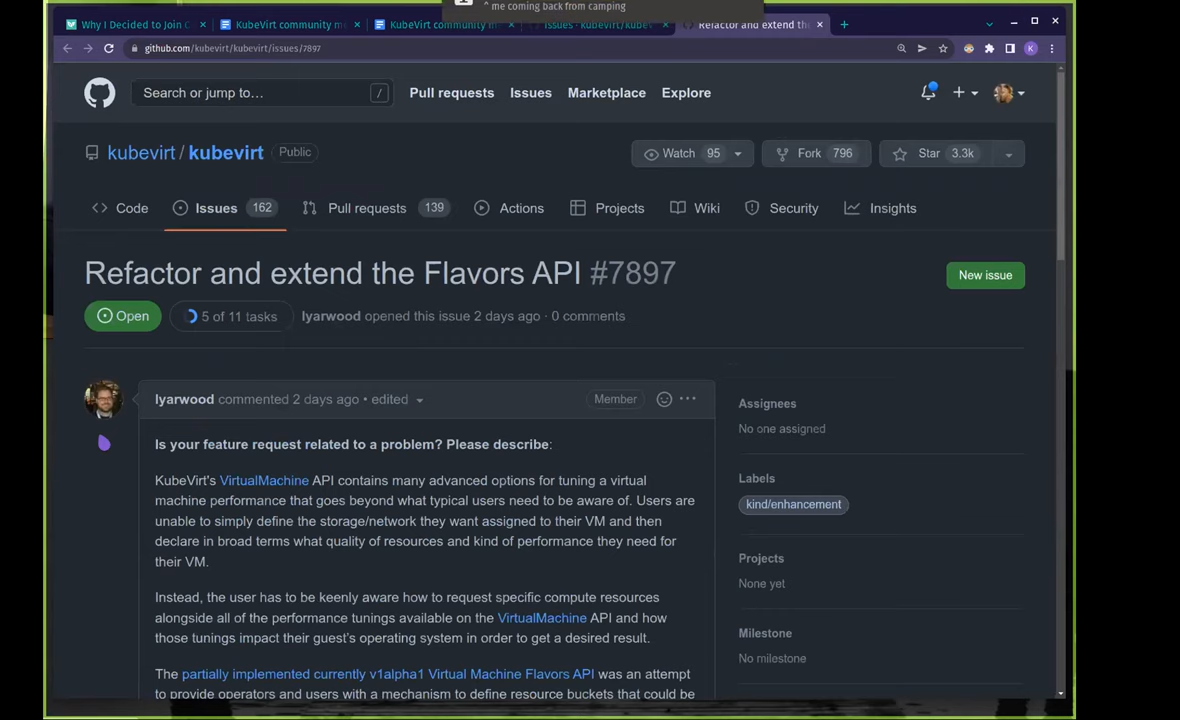 ^ me coming back from camping
Why I Decided to Join C
KubeVirt community me
KubeVirt community m
Issues · kubevirt/kubev
Refactor and extend the
github.com/kubevirt/kubevirt/issues/7897
K
Search or jump to…
/
Pull requests
Issues
Marketplace
Explore
kubevirt / kubevirt
Public
Watch 95
Fork 796
Star 3.3k
Code
Issues 162
Pull requests 139
Actions
Projects
Wiki
Security
Insights
Refactor and extend the Flavors API #7897
New issue
Open
5 of 11 tasks
lyarwood opened this issue 2 days ago · 0 comments
lyarwood commented 2 days ago • edited
Member
Is your feature request related to a problem? Please describe:
KubeVirt's VirtualMachine API contains many advanced options for tuning a virtual
machine performance that goes beyond what typical users need to be aware of. Users are
unable to simply define the storage/network they want assigned to their VM and then
declare in broad terms what quality of resources and kind of performance they need for
their VM.
Instead, the user has to be keenly aware how to request specific compute resources
alongside all of the performance tunings available on the VirtualMachine API and how
those tunings impact their guest's operating system in order to get a desired result.
The partially implemented currently v1alpha1 Virtual Machine Flavors API was an attempt
to provide operators and users with a mechanism to define resource buckets that could be
Assignees
No one assigned
Labels
kind/enhancement
Projects
None yet
Milestone
No milestone